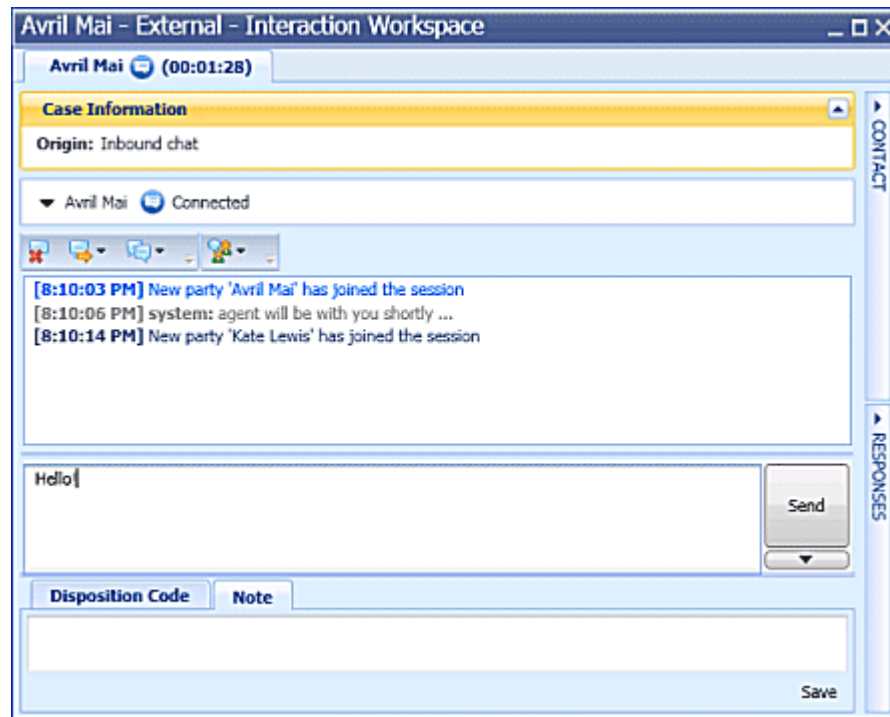 Avril Mai - External - Interaction Workspace
Avril Mai (00:01:28)
Case Information
Origin: Inbound chat
Avril Mai Connected
[8:10:03 PM] New party 'Avril Mai' has joined the session
[8:10:06 PM] system: agent will be with you shortly ...
[8:10:14 PM] New party 'Kate Lewis' has joined the session
Hello!
Send
Disposition Code Note
Save
CONTACT
RESPONSES